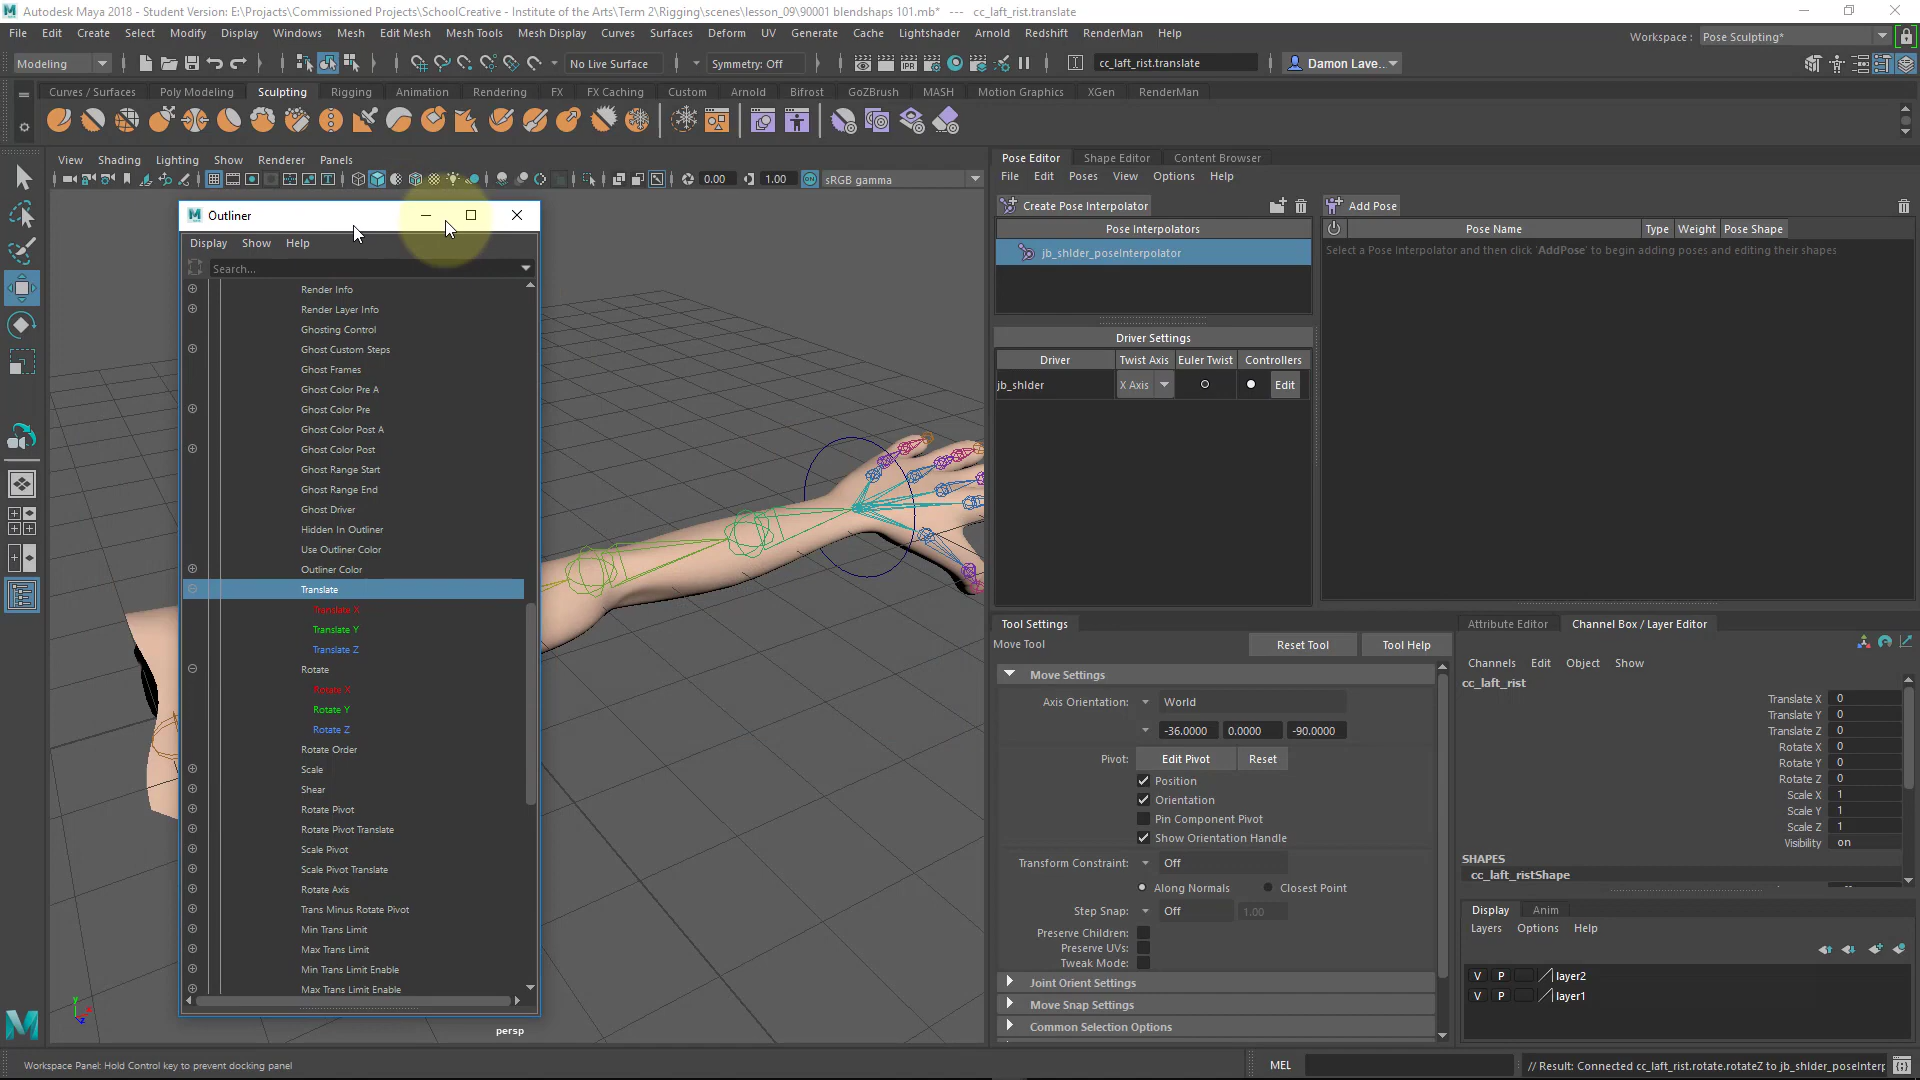 Autodesk Maya 2018 - Student Version: E:\Projects\Commissioned Projects\SchoolCreative - Institute of the Arts\Term 2\Rigging\scenes\lesson_09\90001 blendshaps 101.mb* --- cc_laft_rist.translate
File Edit Create Select Modify Display Windows Mesh Edit Mesh Mesh Tools Mesh Display Curves Surfaces Deform UV Generate Cache Lightshader Arnold Redshift RenderMan Help
Workspace : Pose Sculpting*
Modeling No Live Surface Symmetry: Off cc_laft_rist.translate Damon Lave...
Curves / Surfaces Poly Modeling Sculpting Rigging Animation Rendering FX FX Caching Custom Arnold Bifrost GoZBrush MASH Motion Graphics XGen RenderMan
View Shading Lighting Show Renderer Panels
0.00 1.00 sRGB gamma
Outliner
Display Show Help
Search...
Render Info
Render Layer Info
Ghosting Control
Ghost Custom Steps
Ghost Frames
Ghost Color Pre A
Ghost Color Pre
Ghost Color Post A
Ghost Color Post
Ghost Range Start
Ghost Range End
Ghost Driver
Hidden In Outliner
Use Outliner Color
Outliner Color
Translate
Translate X
Translate Y
Translate Z
Rotate
Rotate X
Rotate Y
Rotate Z
Rotate Order
Scale
Shear
Rotate Pivot
Rotate Pivot Translate
Scale Pivot
Scale Pivot Translate
Rotate Axis
Trans Minus Rotate Pivot
Min Trans Limit
Max Trans Limit
Min Trans Limit Enable
Max Trans Limit Enable
persp
Pose Editor Shape Editor Content Browser
File Edit Poses View Options Help
Create Pose Interpolator
Pose Interpolators
jb_shlder_poseInterpolator
Driver Settings
Driver Twist Axis Euler Twist Controllers
jb_shlder X Axis Edit
Add Pose
Pose Name Type Weight Pose Shape
Select a Pose Interpolator and then click 'AddPose' to begin adding poses and editing their shapes
Tool Settings
Move Tool Reset Tool Tool Help
Move Settings
Axis Orientation: World
-36.0000 0.0000 -90.0000
Pivot: Edit Pivot Reset
Position
Orientation
Pin Component Pivot
Show Orientation Handle
Transform Constraint: Off
Along Normals Closest Point
Step Snap: Off 1.00
Preserve Children:
Preserve UVs:
Tweak Mode:
Joint Orient Settings
Move Snap Settings
Common Selection Options
Attribute Editor Channel Box / Layer Editor
Channels Edit Object Show
cc_laft_rist
Translate X 0
Translate Y 0
Translate Z 0
Rotate X 0
Rotate Y 0
Rotate Z 0
Scale X 1
Scale Y 1
Scale Z 1
Visibility on
SHAPES
cc_laft_ristShape
Display Anim
Layers Options Help
V P layer2
V P layer1
Workspace Panel: Hold Control key to prevent docking panel
MEL
// Result: Connected cc_laft_rist.rotate.rotateZ to jb_shlder_poseInterp